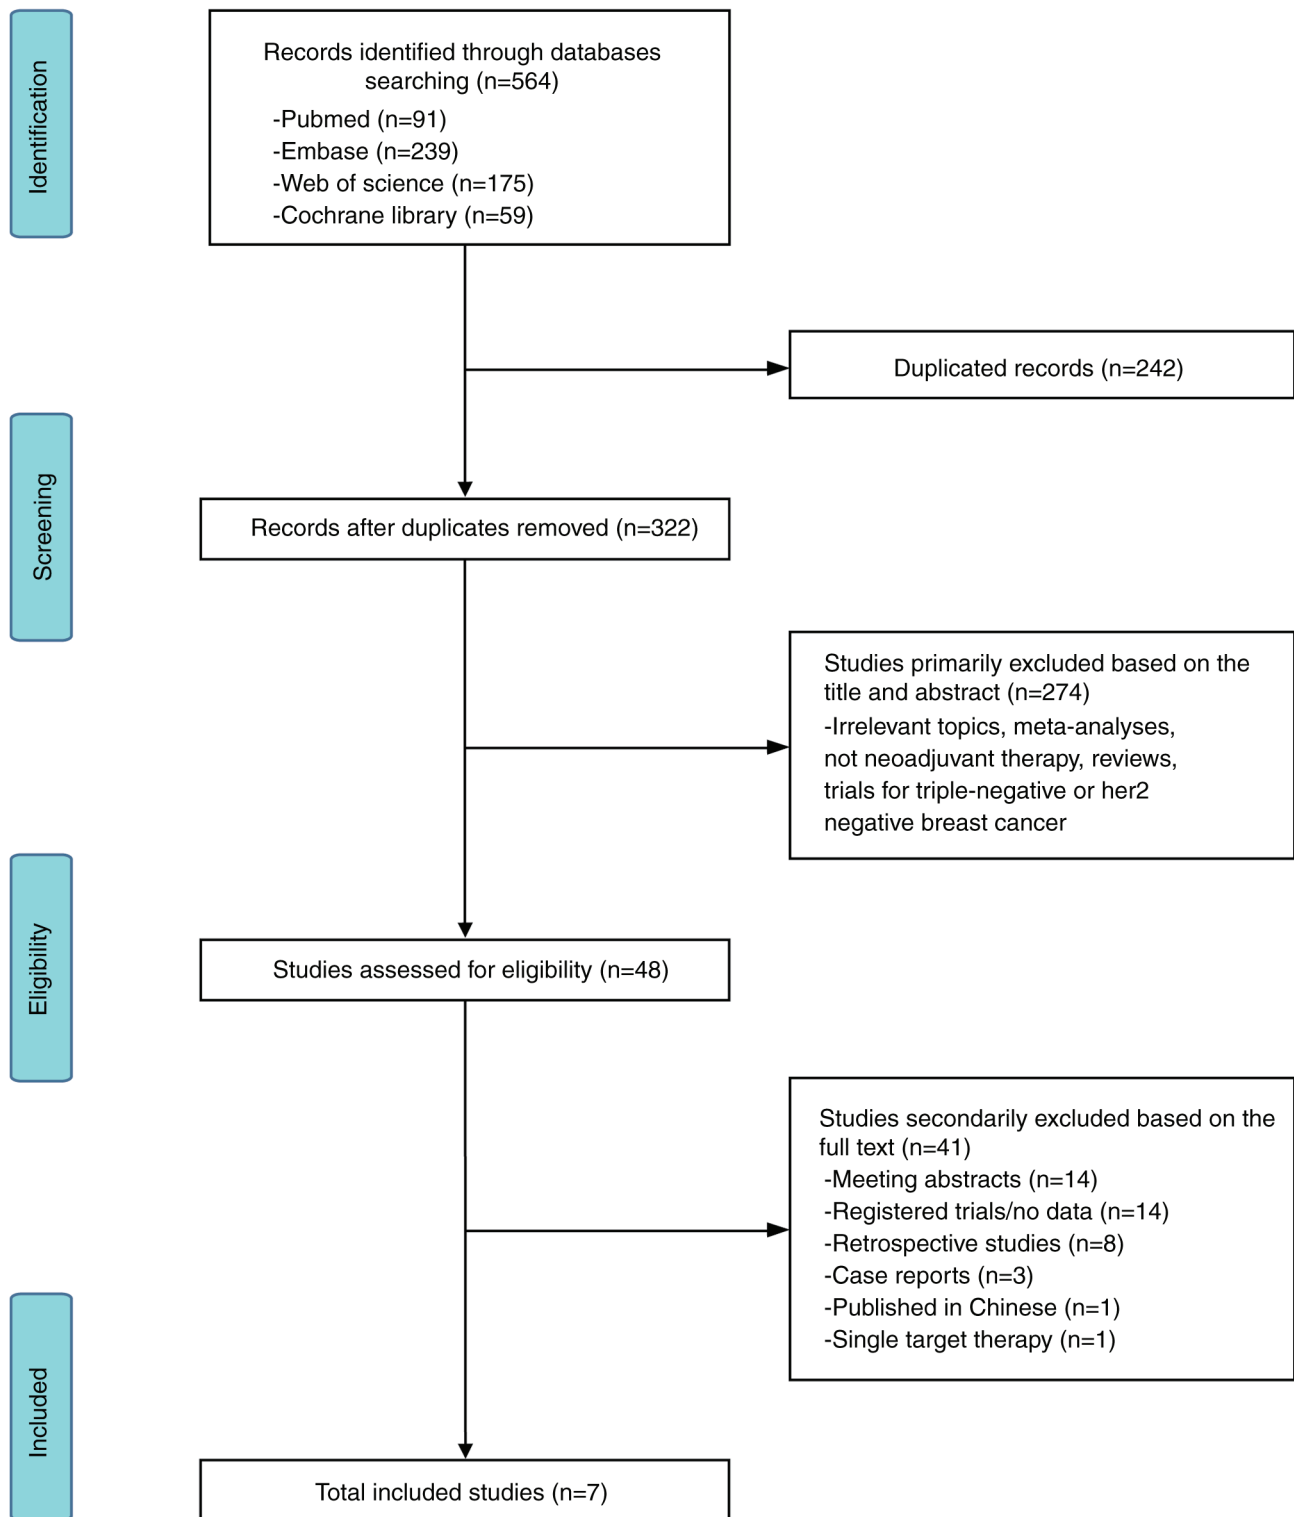 Identification
Records identified through databases
searching (n=564)
-Pubmed (n=91)
-Embase (n=239)
-Web of science (n=175)
-Cochrane library (n=59)
Duplicated records (n=242)
Screening
Records after duplicates removed (n=322)
Studies primarily excluded based on the
title and abstract (n=274)
-Irrelevant topics, meta-analyses,
not neoadjuvant therapy, reviews,
trials for triple-negative or her2
negative breast cancer
Eligibility
Studies assessed for eligibility (n=48)
Studies secondarily excluded based on the
full text (n=41)
-Meeting abstracts (n=14)
-Registered trials/no data (n=14)
-Retrospective studies (n=8)
-Case reports (n=3)
-Published in Chinese (n=1)
-Single target therapy (n=1)
Included
Total included studies (n=7)